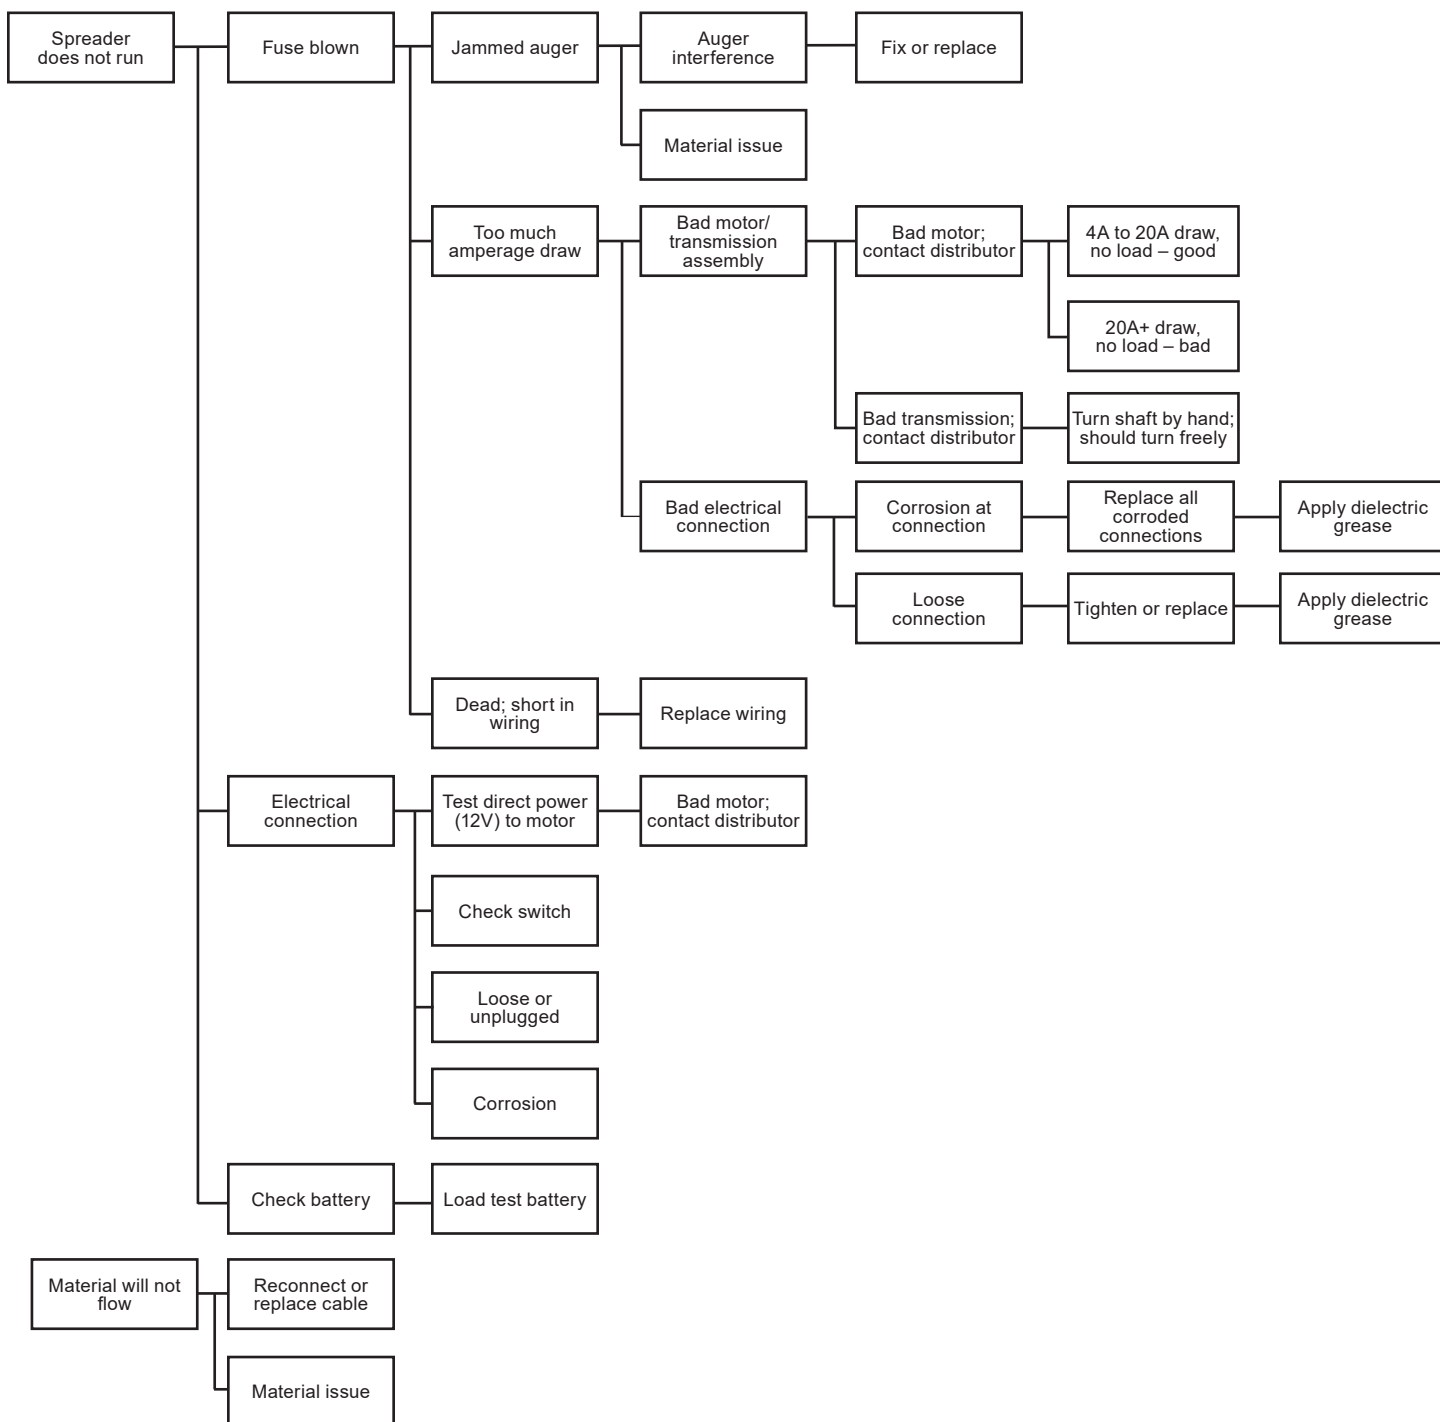 Spreader
does not run
Fuse blown
Jammed auger
Auger
interference
Fix or replace
Material issue
Too much
amperage draw
Bad motor/
transmission
assembly
Bad motor;
contact distributor
4A to 20A draw,
no load – good
20A+ draw,
no load – bad
Bad transmission;
contact distributor
Turn shaft by hand;
should turn freely
Bad electrical
connection
Corrosion at
connection
Replace all
corroded
connections
Apply dielectric
grease
Loose
connection
Tighten or replace
Apply dielectric
grease
Dead; short in
wiring
Replace wiring
Electrical
connection
Test direct power
(12V) to motor
Bad motor;
contact distributor
Check switch
Loose or
unplugged
Corrosion
Check battery
Load test battery
Material will not
flow
Reconnect or
replace cable
Material issue